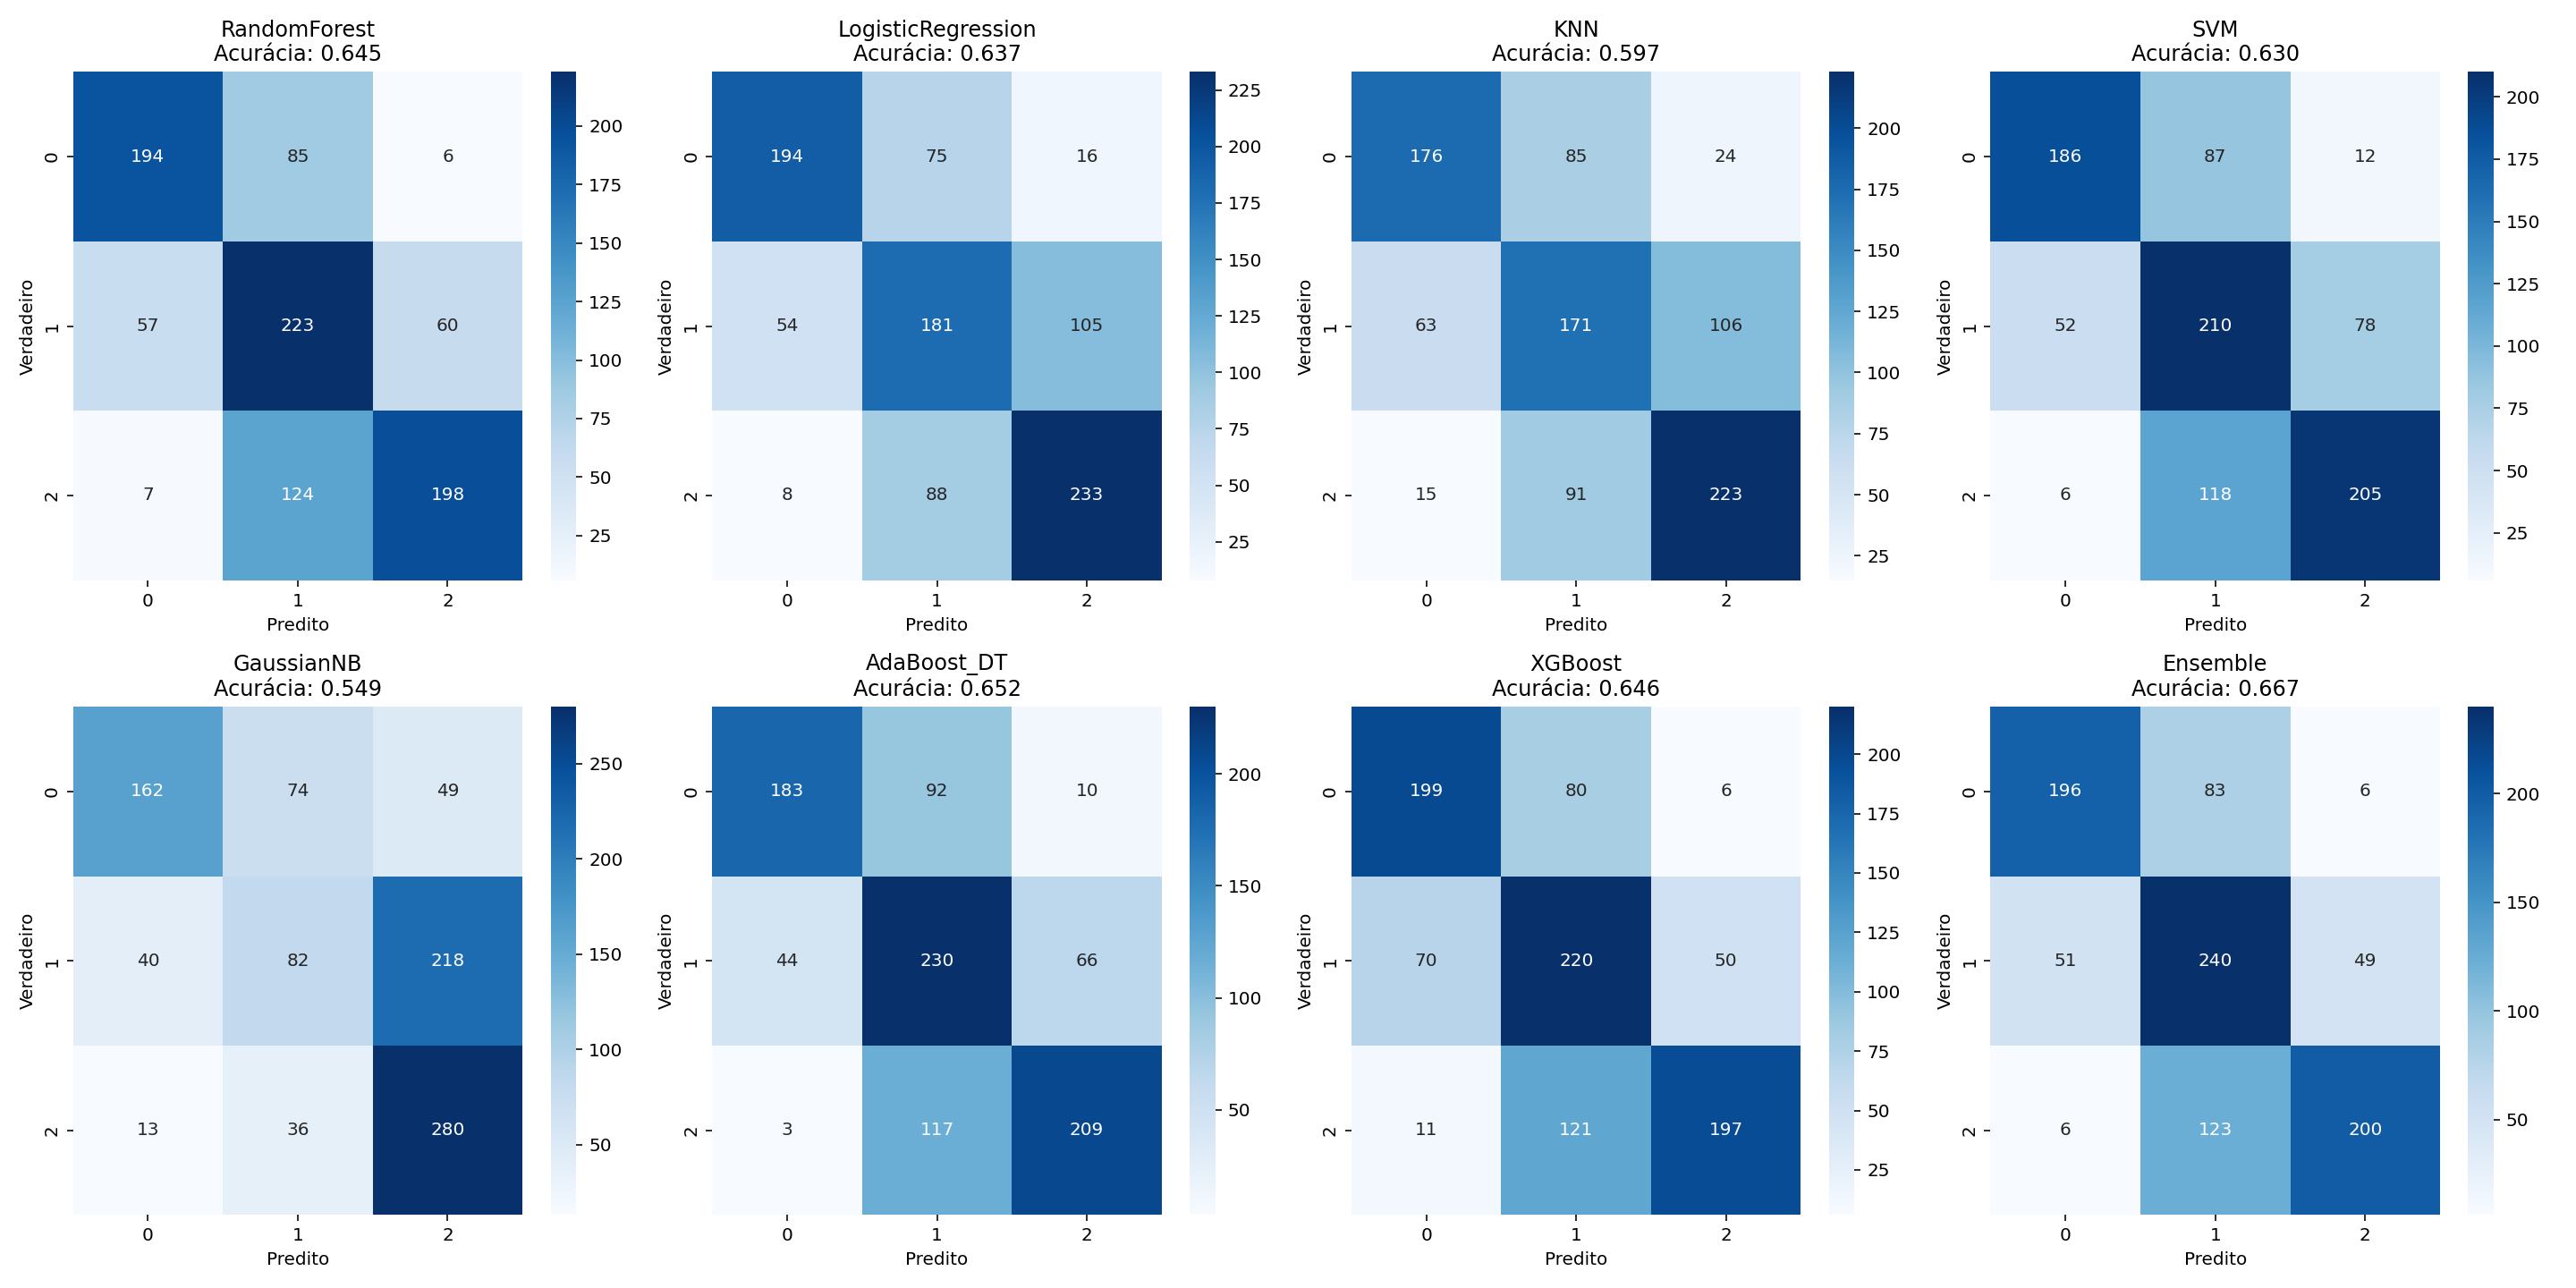 RandomForest
Acurácia: 0.645
194 85 6
57 223 60
7 124 198
0
1
2
Verdadeiro
0 1 2
Predito
200
175
150
125
100
75
50
25
LogisticRegression
Acurácia: 0.637
194 75 16
54 181 105
8 88 233
0
1
2
Verdadeiro
0 1 2
Predito
225
200
175
150
125
100
75
50
25
KNN
Acurácia: 0.597
176 85 24
63 171 106
15 91 223
0
1
2
Verdadeiro
0 1 2
Predito
200
175
150
125
100
75
50
25
SVM
Acurácia: 0.630
186 87 12
52 210 78
6 118 205
0
1
2
Verdadeiro
0 1 2
Predito
200
175
150
125
100
75
50
25
GaussianNB
Acurácia: 0.549
162 74 49
40 82 218
13 36 280
0
1
2
Verdadeiro
0 1 2
Predito
250
200
150
100
50
AdaBoost_DT
Acurácia: 0.652
183 92 10
44 230 66
3 117 209
0
1
2
Verdadeiro
0 1 2
Predito
200
150
100
50
XGBoost
Acurácia: 0.646
199 80 6
70 220 50
11 121 197
0
1
2
Verdadeiro
0 1 2
Predito
200
175
150
125
100
75
50
25
Ensemble
Acurácia: 0.667
196 83 6
51 240 49
6 123 200
0
1
2
Verdadeiro
0 1 2
Predito
200
150
100
50